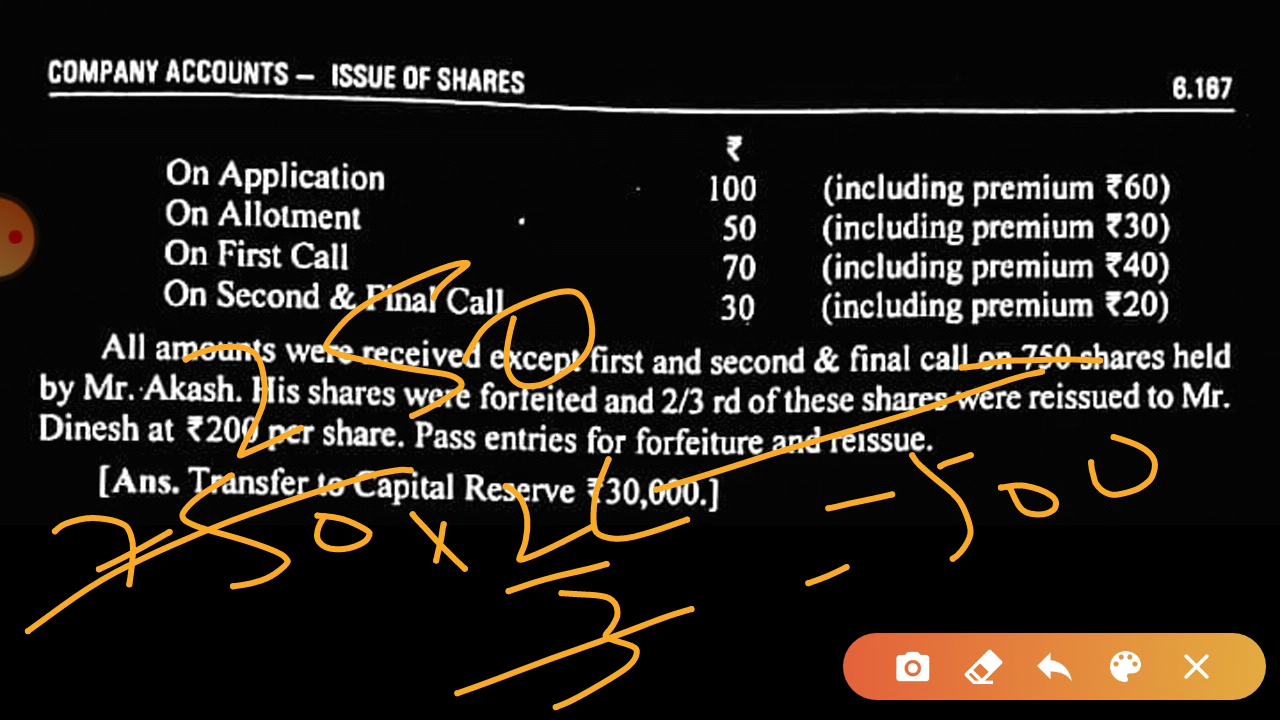 COMPANY ACCOUNTS – ISSUE OF SHARES 6.167
₹
On Application 100 (including premium ₹60)
On Allotment 50 (including premium ₹30)
On First Call 70 (including premium ₹40)
On Second & Final Call 30 (including premium ₹20)
All amounts were received except first and second & final call on 750 shares held
by Mr. Akash. His shares were forfeited and 2/3 rd of these shares were reissued to Mr.
Dinesh at ₹200 per share. Pass entries for forfeiture and reissue.
[Ans. Transfer to Capital Reserve ₹30,000.]
250
750 x 2
3
= 500